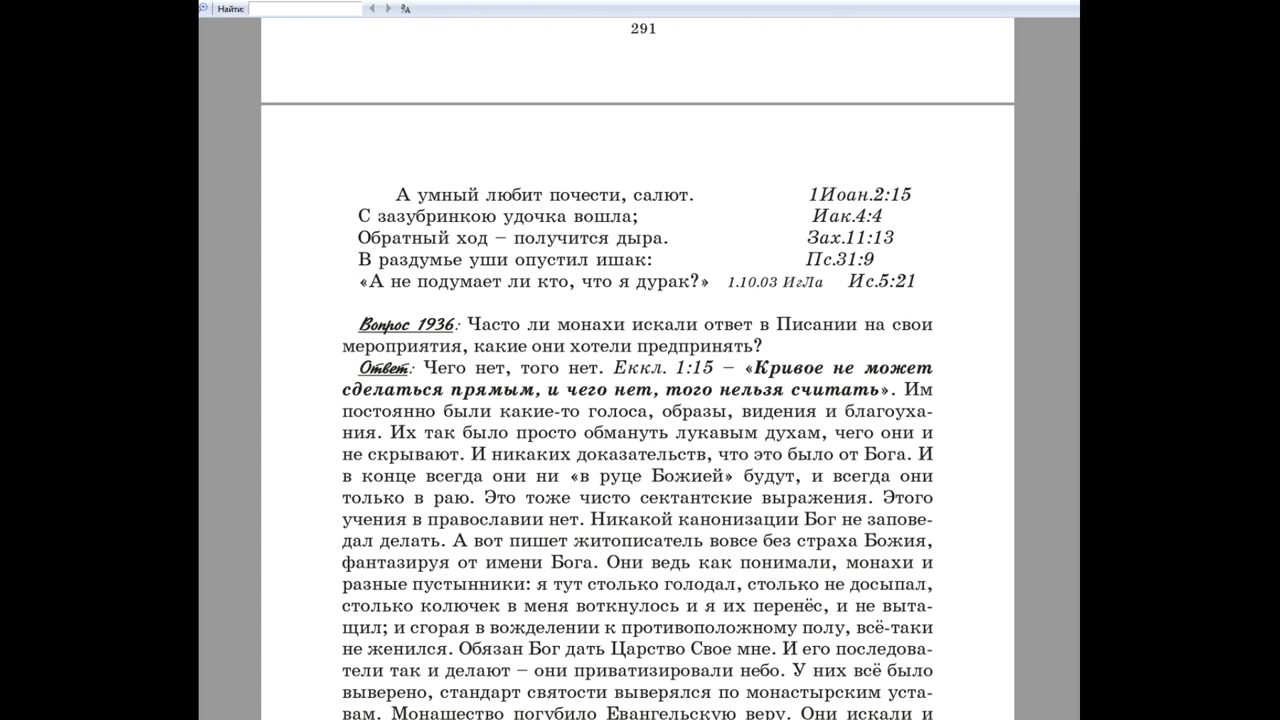 Найти:
291
А умный любит почести, салют. 1Иоан.2:15
С зазубринкою удочка вошла; Иак.4:4
Обратный ход – получится дыра. Зах.11:13
В раздумье уши опустил ишак: Пс.31:9
«А не подумает ли кто, что я дурак?» 1.10.03 ИгЛа Ис.5:21
Вопрос 1936: Часто ли монахи искали ответ в Писании на свои
мероприятия, какие они хотели предпринять?
Ответ: Чего нет, того нет. Еккл. 1:15 – «Кривое не может
сделаться прямым, и чего нет, того нельзя считать». Им
постоянно были какие-то голоса, образы, видения и благоуха-
ния. Их так было просто обмануть лукавым духам, чего они и
не скрывают. И никаких доказательств, что это было от Бога. И
в конце всегда они ни «в руце Божией» будут, и всегда они
только в раю. Это тоже чисто сектантские выражения. Этого
учения в православии нет. Никакой канонизации Бог не запове-
дал делать. А вот пишет житописатель вовсе без страха Божия,
фантазируя от имени Бога. Они ведь как понимали, монахи и
разные пустынники: я тут столько голодал, столько не досыпал,
столько колючек в меня воткнулось и я их перенёс, и не выта-
щил; и сгорая в вожделении к противоположному полу, всё-таки
не женился. Обязан Бог дать Царство Свое мне. И его последова-
тели так и делают – они приватизировали небо. У них всё было
выверено, стандарт святости выверялся по монастырским уста-
вам. Монашество погубило Евангельскую веру. Они искали и